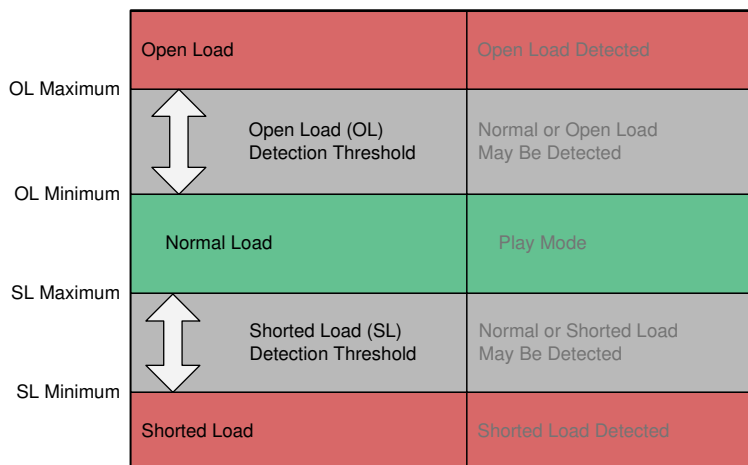 Open Load
Open Load Detected
OL Maximum
Open Load (OL)
Detection Threshold
Normal or Open Load
May Be Detected
OL Minimum
Normal Load
Play Mode
SL Maximum
Shorted Load (SL)
Detection Threshold
Normal or Shorted Load
May Be Detected
SL Minimum
Shorted Load
Shorted Load Detected